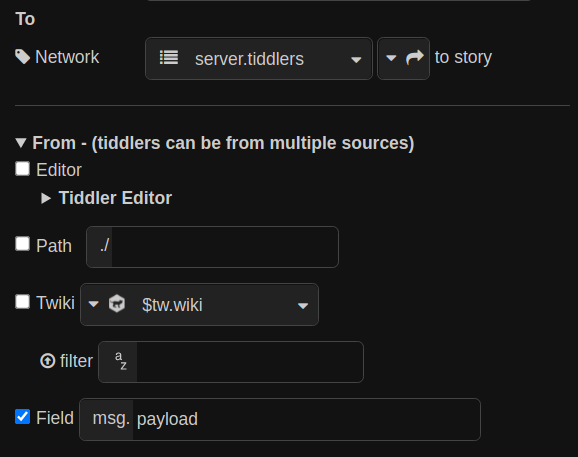 To
Network server.tiddlers to story
From - (tiddlers can be from multiple sources)
Editor
Tiddler Editor
Path ./
Twiki $tw.wiki
filter a z
Field msg. payload